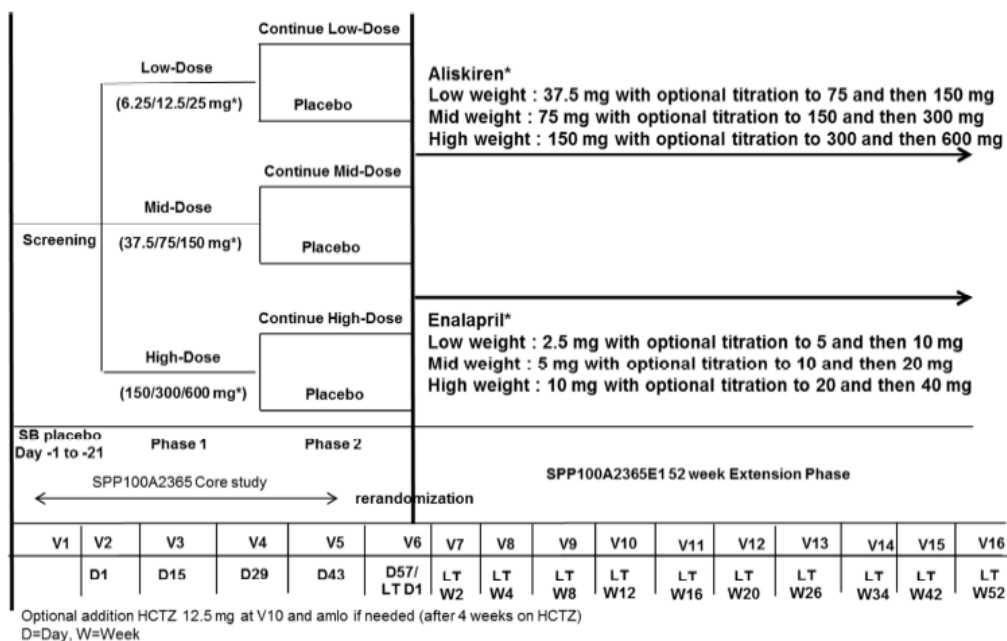 Continue Low-Dose
Low-Dose
(6.25/12.5/25 mg*)
Placebo
Continue Mid-Dose
Mid-Dose
Screening
(37.5/75/150 mg*)
Placebo
Continue High-Dose
High-Dose
(150/300/600 mg*)
Placebo
Aliskiren*
Low weight : 37.5 mg with optional titration to 75 and then 150 mg
Mid weight : 75 mg with optional titration to 150 and then 300 mg
High weight : 150 mg with optional titration to 300 and then 600 mg
Enalapril*
Low weight : 2.5 mg with optional titration to 5 and then 10 mg
Mid weight : 5 mg with optional titration to 10 and then 20 mg
High weight : 10 mg with optional titration to 20 and then 40 mg
SB placebo
Day -1 to -21
Phase 1
Phase 2
SPP100A2365 Core study
rerandomization
SPP100A2365E1 52 week Extension Phase
V1 V2 V3 V4 V5 V6 V7 V8 V9 V10 V11 V12 V13 V14 V15 V16
D1 D15 D29 D43 D57/ LT LT LT LT LT LT LT LT LT LT
LT D1 W2 W4 W8 W12 W16 W20 W26 W34 W42 W52
Optional addition HCTZ 12.5 mg at V10 and amlo if needed (after 4 weeks on HCTZ)
D=Day, W=Week